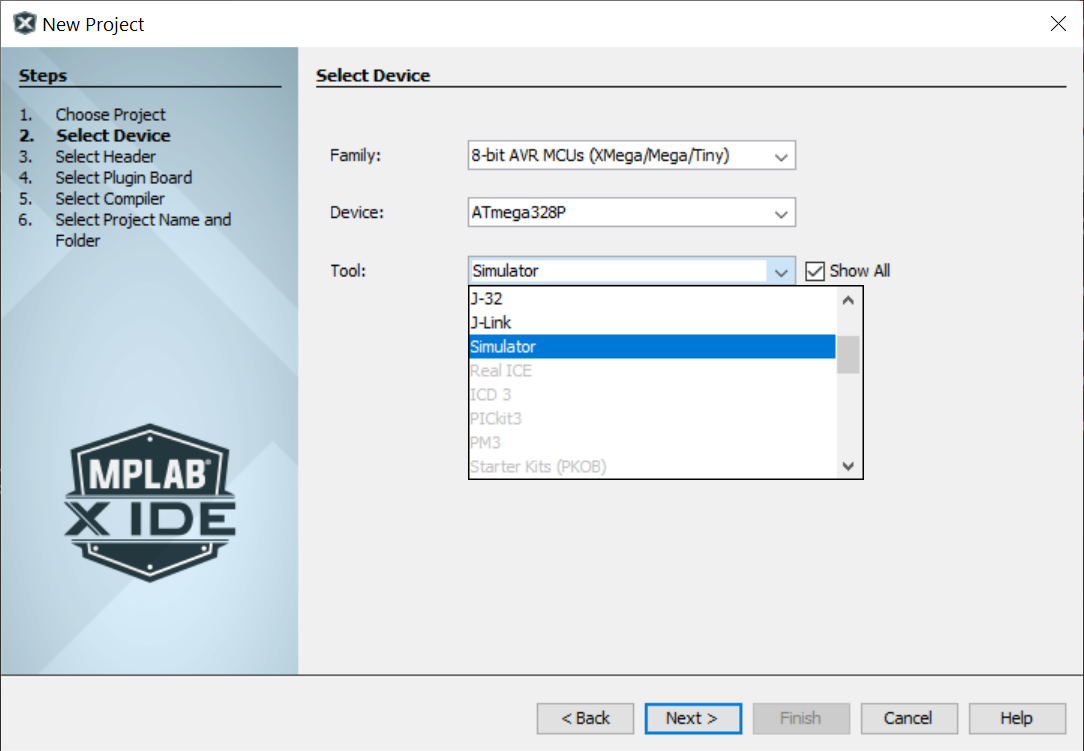 New Project
Steps
1. Choose Project
2. Select Device
3. Select Header
4. Select Plugin Board
5. Select Compiler
6. Select Project Name and
Folder
MPLAB®
X IDE
Select Device
Family: 8-bit AVR MCUs (XMega/Mega/Tiny)
Device: ATmega328P
Tool: Simulator Show All
J-32
J-Link
Simulator
Real ICE
ICD 3
PICkit3
PM3
Starter Kits (PKOB)
< Back Next > Finish Cancel Help